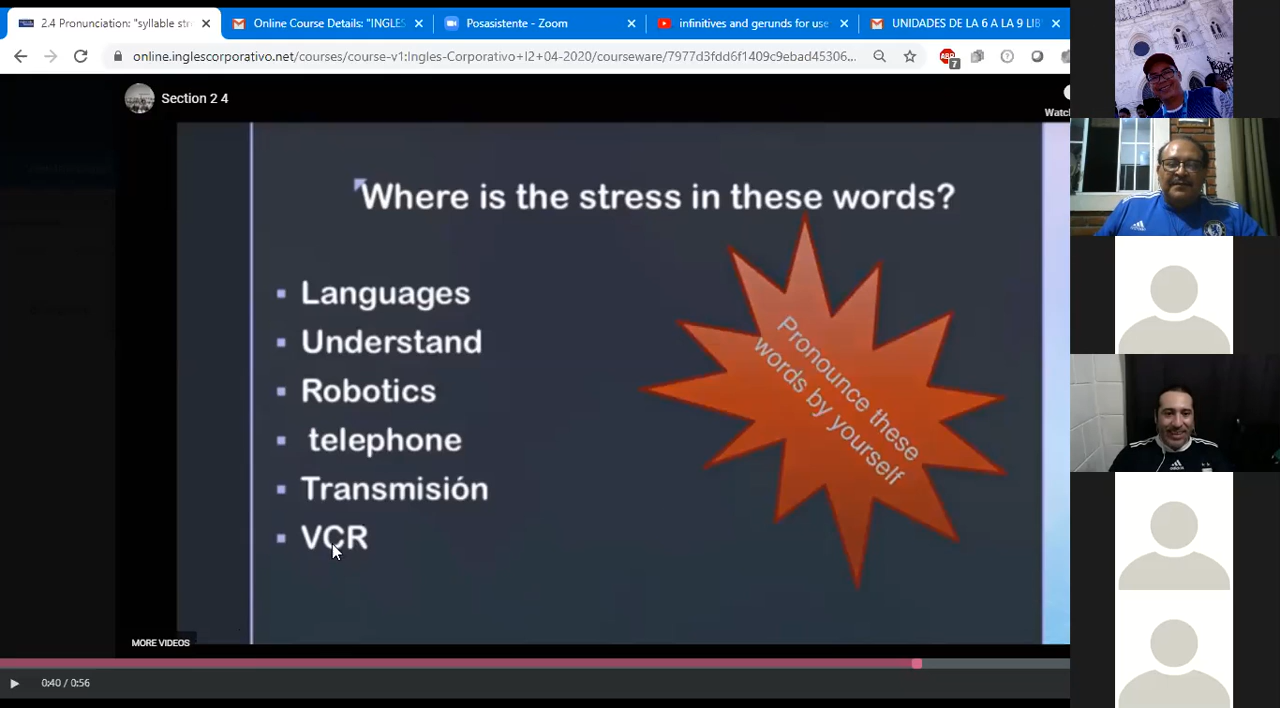 2.4 Pronunciation: "syllable str
Online Course Details: "INGLES
Posasistente - Zoom
infinitives and gerunds for use
UNIDADES DE LA 6 A LA 9 LIB
online.inglescorporativo.net/courses/course-v1:Ingles-Corporativo+I2+04-2020/courseware/7977d3fdd6f1409c9ebad45306...
ABP
7
Section 2 4
Watch
Where is the stress in these words?
Languages
Understand
Robotics
telephone
Transmisión
VCR
Pronounce these
words by yourself
MORE VIDEOS
0:40 / 0:56